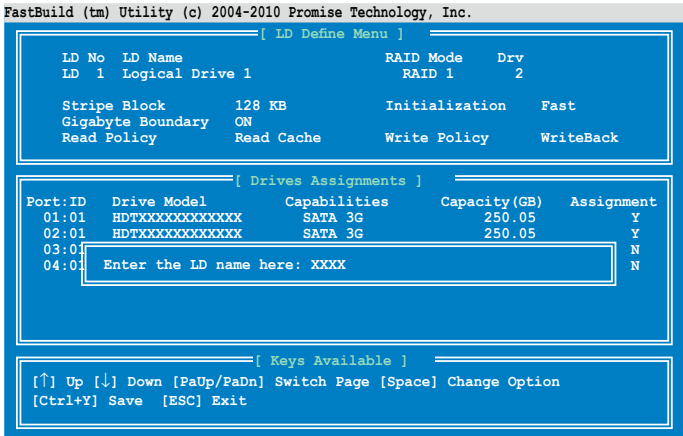 FastBuild (tm) Utility (c) 2004-2010 Promise Technology, Inc.
[ LD Define Menu ]
LD No LD Name RAID Mode Drv
LD 1 Logical Drive 1 RAID 1 2
Stripe Block 128 KB Initialization Fast
Gigabyte Boundary ON
Read Policy Read Cache Write Policy WriteBack
[ Drives Assignments ]
Port:ID Drive Model Capabilities Capacity(GB) Assignment
01:01 HDTXXXXXXXXXXXX SATA 3G 250.05 Y
02:01 HDTXXXXXXXXXXXX SATA 3G 250.05 Y
03:01 N
04:01 N
Enter the LD name here: XXXX
[ Keys Available ]
[↑] Up [↓] Down [PaUp/PaDn] Switch Page [Space] Change Option
[Ctrl+Y] Save [ESC] Exit